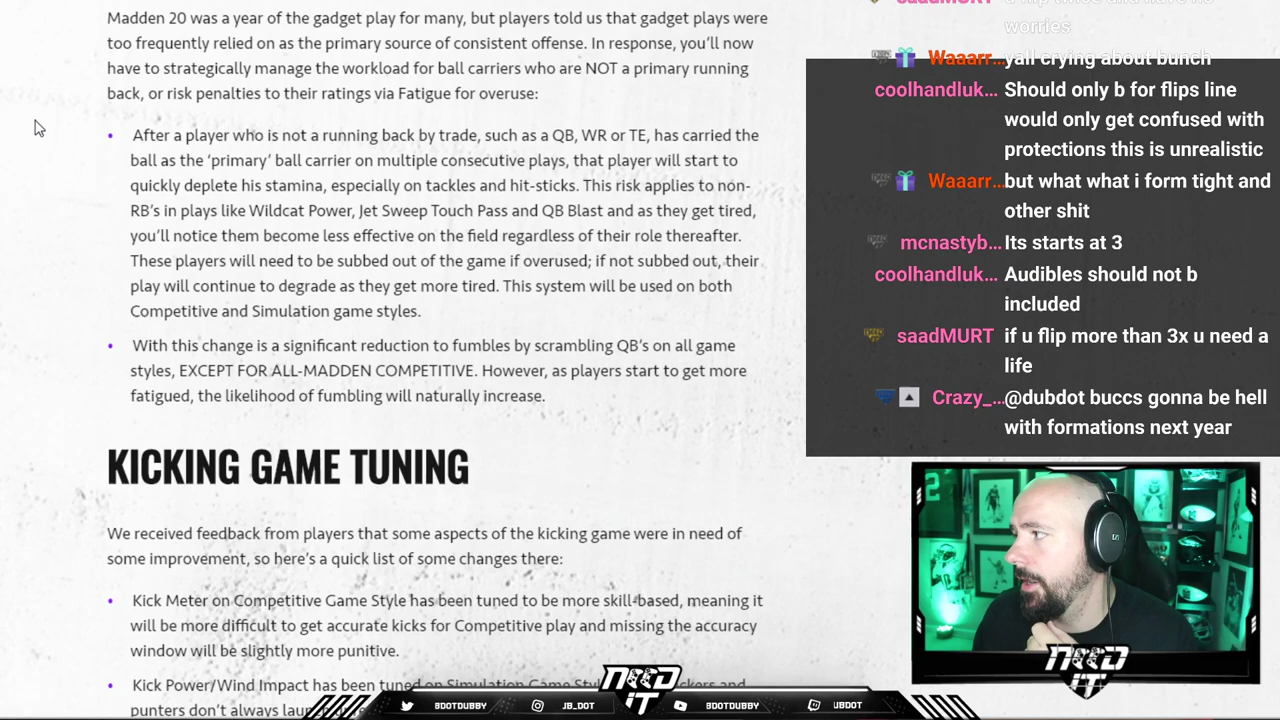 Madden 20 was a year of the gadget play for many, but players told us that gadget plays were
too frequently relied on as the primary source of consistent offense. In response, you'll now
have to strategically manage the workload for ball carriers who are NOT a primary running
back, or risk penalties to their ratings via Fatigue for overuse:
• After a player who is not a running back by trade, such as a QB, WR or TE, has carried the
ball as the 'primary' ball carrier on multiple consecutive plays, that player will start to
quickly deplete his stamina, especially on tackles and hit-sticks. This risk applies to non-
RB's in plays like Wildcat Power, Jet Sweep Touch Pass and QB Blast and as they get tired,
you'll notice them become less effective on the field regardless of their role thereafter.
These players will need to be subbed out of the game if overused; if not subbed out, their
play will continue to degrade as they get more tired. This system will be used on both
Competitive and Simulation game styles.
• With this change is a significant reduction to fumbles by scrambling QB's on all game
styles, EXCEPT FOR ALL-MADDEN COMPETITIVE. However, as players start to get more
fatigued, the likelihood of fumbling will naturally increase.
KICKING GAME TUNING
We received feedback from players that some aspects of the kicking game were in need of
some improvement, so here's a quick list of some changes there:
• Kick Meter on Competitive Game Style has been tuned to be more skill-based, meaning it
will be more difficult to get accurate kicks for Competitive play and missing the accuracy
window will be slightly more punitive.
• Kick Power/Wind Impact has been tuned on Simulation Game
punters don't always
saadMURT
worries
Waaarr... yall crying about bunch
coolhandluk... Should only b for flips line
would only get confused with
protections this is unrealistic
Waaarr... but what what i form tight and
other shit
mcnastyb... Its starts at 3
coolhandluk... Audibles should not b
included
saadMURT if u flip more than 3x u need a
life
Crazy_... @dubdot buccs gonna be hell
with formations next year
NEED
IT
NEED
IT
BDOTDUBBY
JB_DOT
BDOTDUBBY
UBDOT